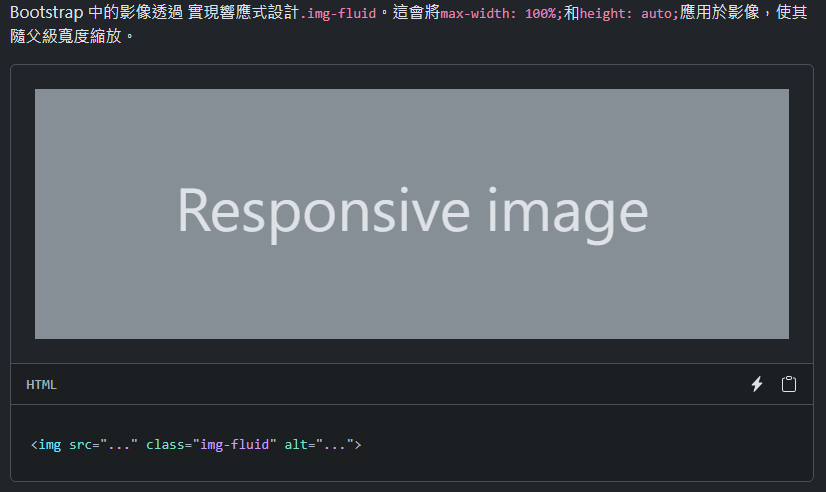 Bootstrap 中的影像透過 實現響應式設計.img-fluid。這會將max-width: 100%;和height: auto;應用於影像，使其
隨父級寬度縮放。
Responsive image
HTML
<img src="..." class="img-fluid" alt="...">